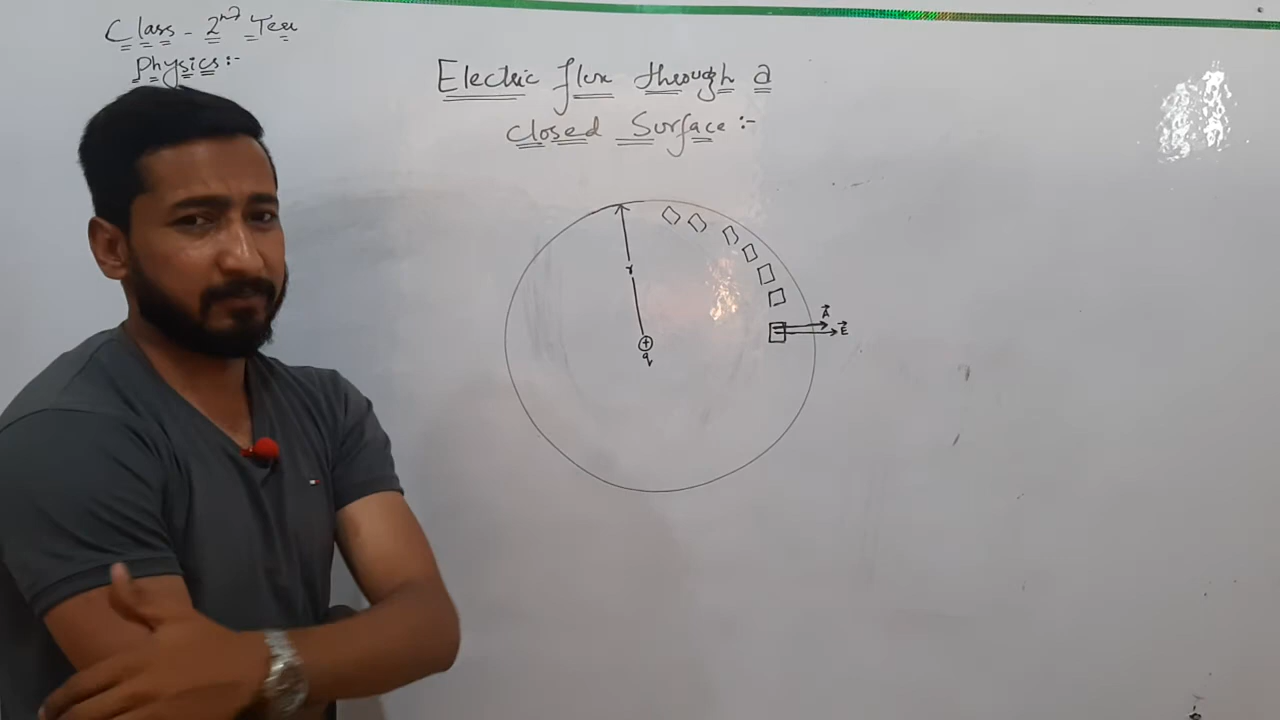 Class - 2nd Year
Physics:-
Electric flux through a
closed Surface :-
r
A
E
+
q